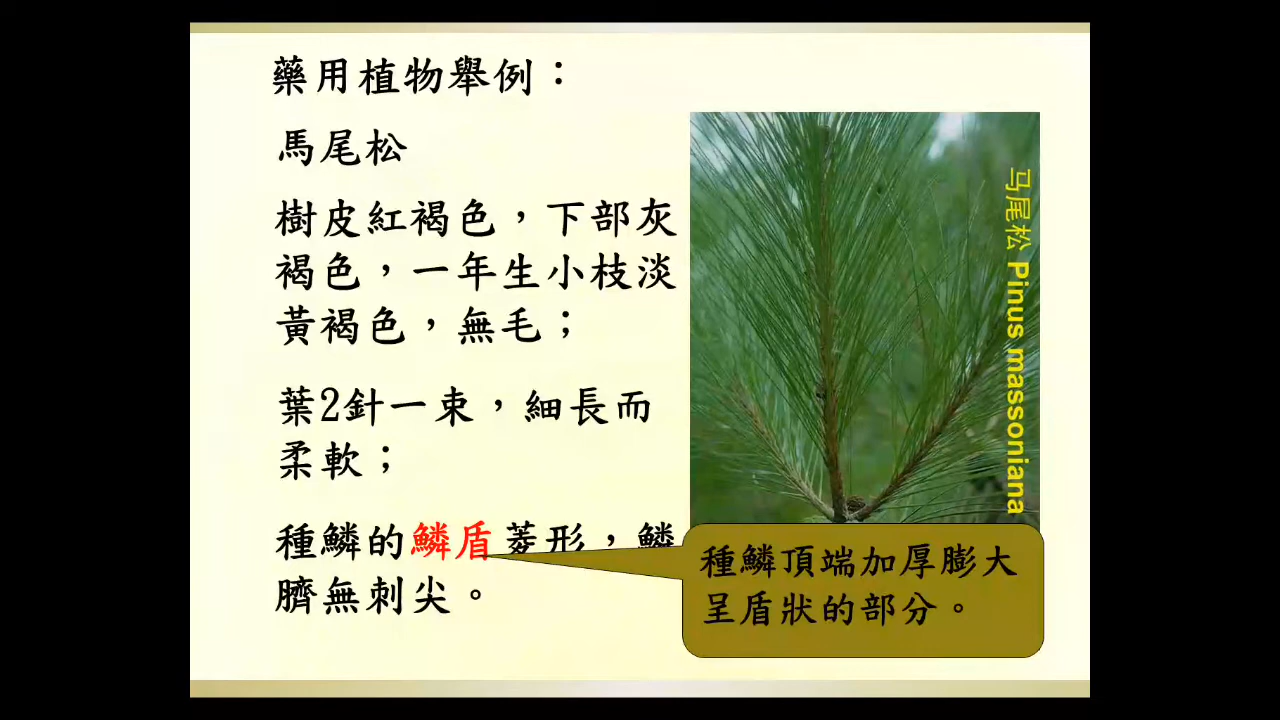 藥用植物舉例：
馬尾松
樹皮紅褐色，下部灰
褐色，一年生小枝淡
黃褐色，無毛；
葉2針一束，細長而
柔軟；
種鱗的鱗盾菱形，鱗
臍無刺尖。
马尾松 Pinus massoniana
種鱗頂端加厚膨大
呈盾狀的部分。